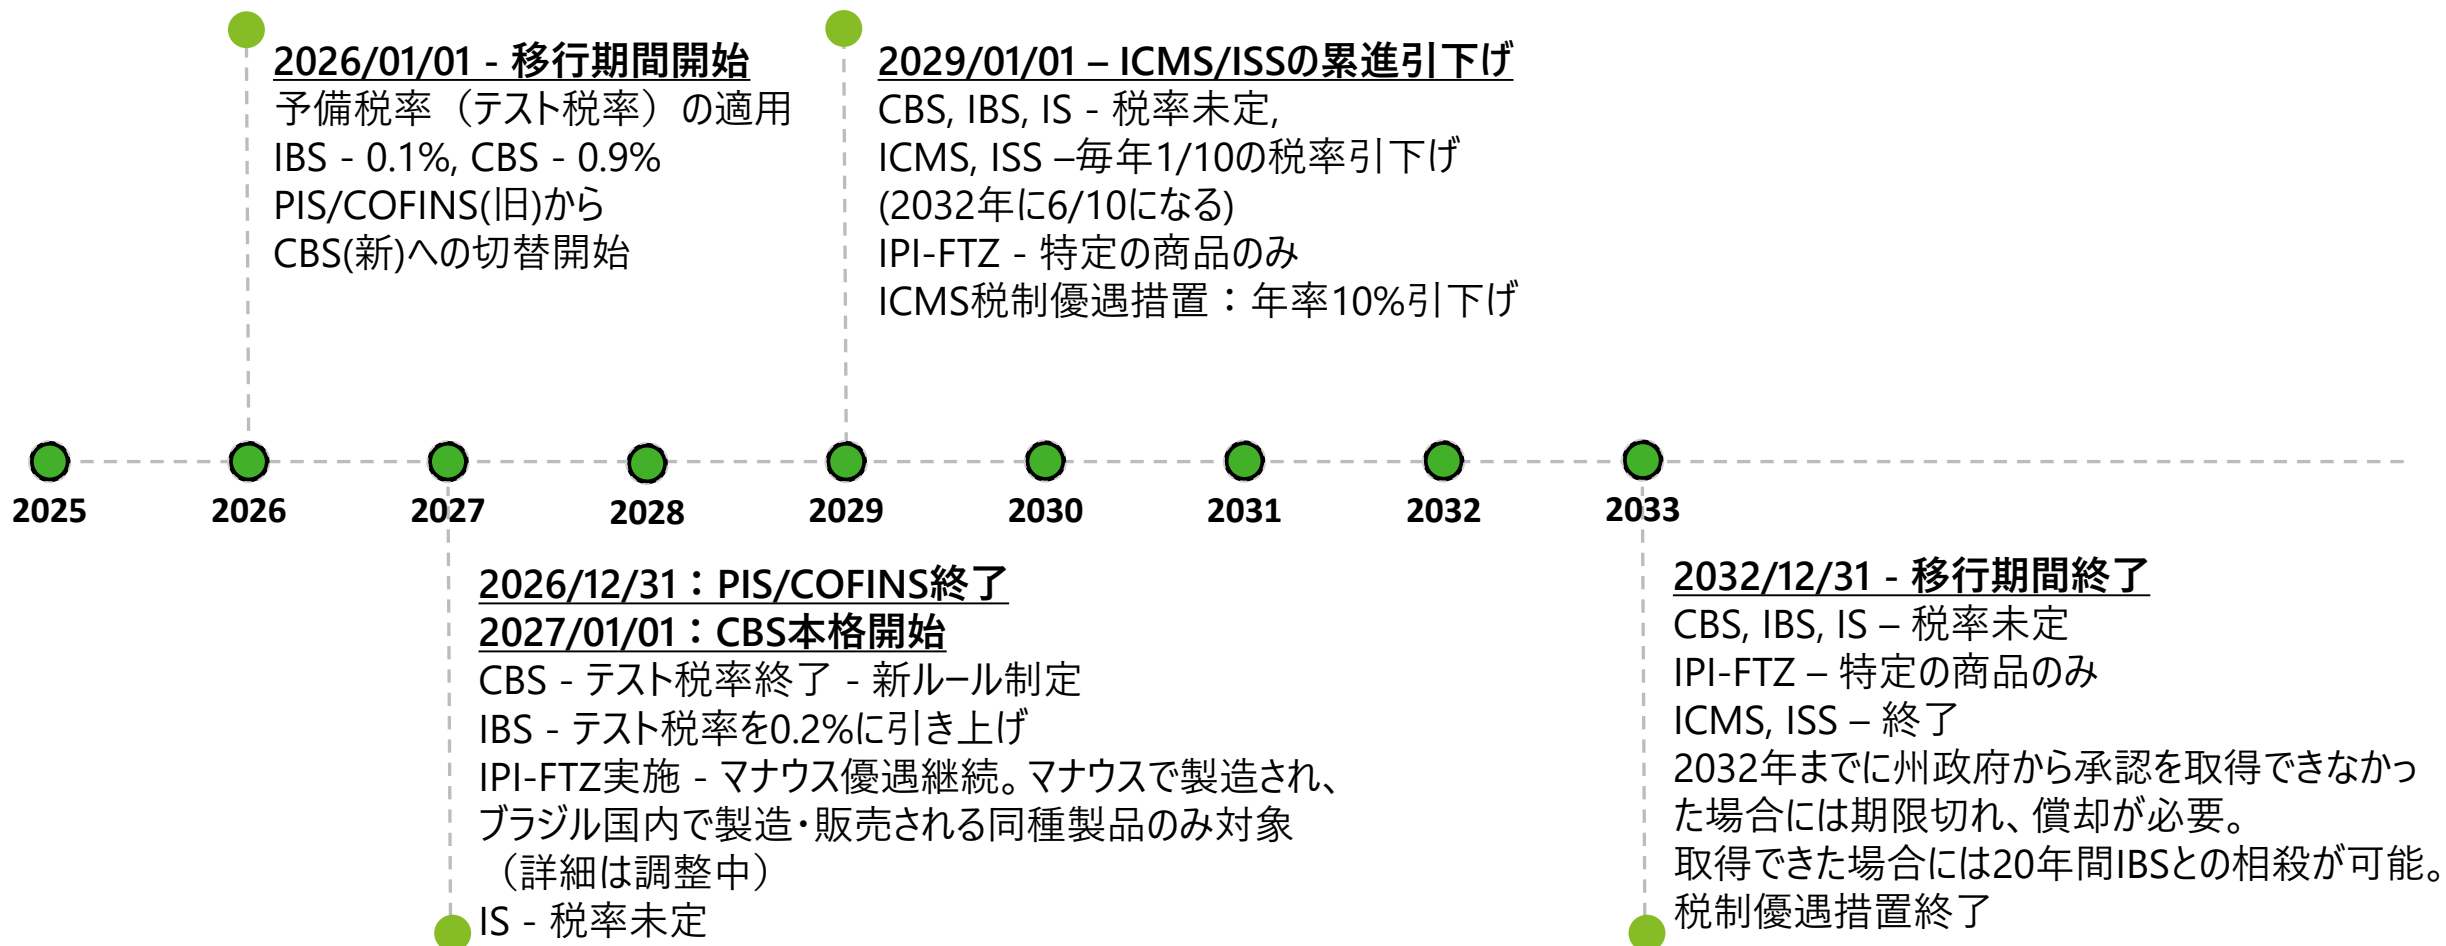 2026/01/01 - 移行期間開始
予備税率（テスト税率）の適用
IBS - 0.1%, CBS - 0.9%
PIS/COFINS(旧)から
CBS(新)への切替開始
2029/01/01 – ICMS/ISSの累進引下げ
CBS, IBS, IS - 税率未定,
ICMS, ISS –毎年1/10の税率引下げ
(2032年に6/10になる)
IPI-FTZ - 特定の商品のみ
ICMS税制優遇措置：年率10%引下げ
2025
2026
2027
2028
2029
2030
2031
2032
2033
2026/12/31：PIS/COFINS終了
2027/01/01：CBS本格開始
CBS - テスト税率終了 - 新ルール制定
IBS - テスト税率を0.2%に引き上げ
IPI-FTZ実施 - マナウス優遇継続。マナウスで製造され、
ブラジル国内で製造・販売される同種製品のみ対象
（詳細は調整中）
IS - 税率未定
2032/12/31 - 移行期間終了
CBS, IBS, IS – 税率未定
IPI-FTZ – 特定の商品のみ
ICMS, ISS – 終了
2032年までに州政府から承認を取得できなかっ
た場合には期限切れ、償却が必要。
取得できた場合には20年間IBSとの相殺が可能。
税制優遇措置終了